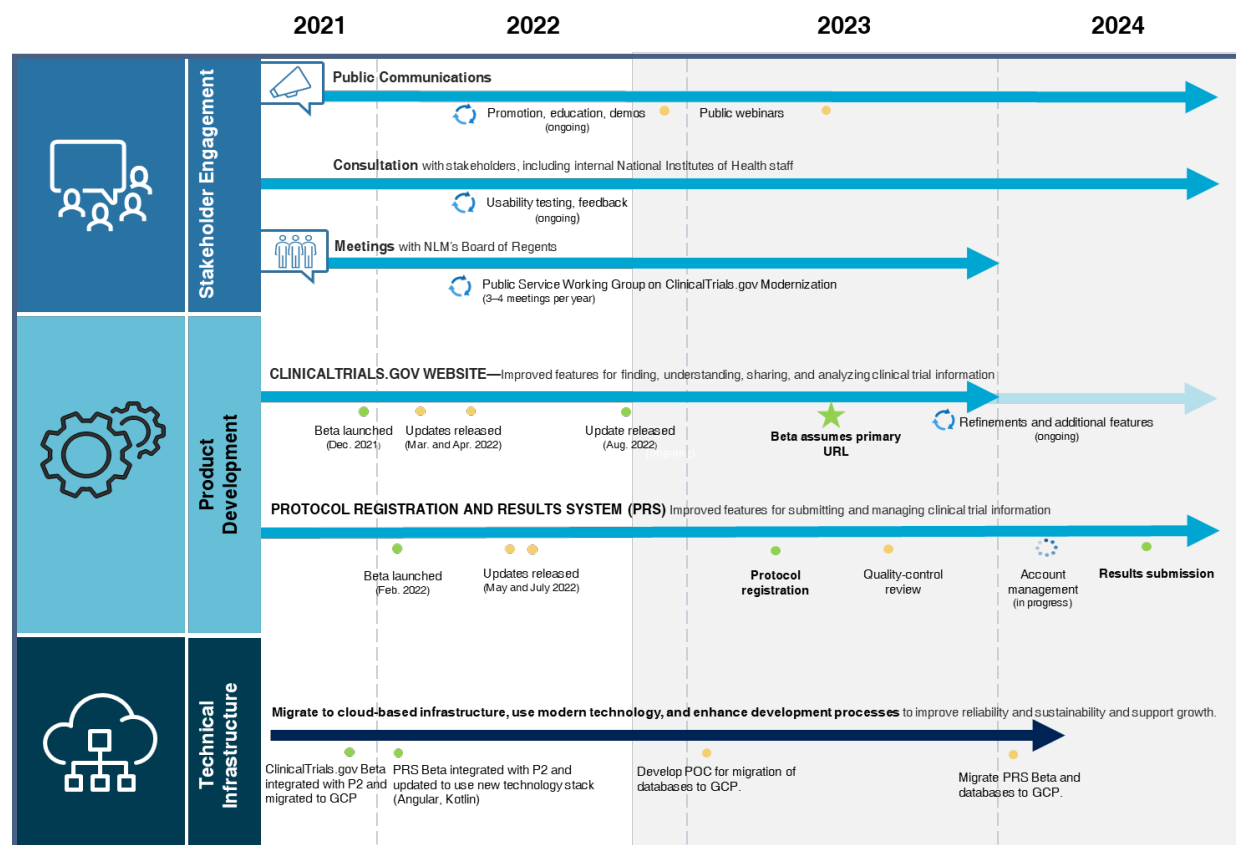 2021
2022
2023
2024
Stakeholder Engagement
Public Communications
Promotion, education, demos
(ongoing)
Public webinars
Consultation with stakeholders, including internal National Institutes of Health staff
Usability testing, feedback
(ongoing)
Meetings with NLM's Board of Regents
Public Service Working Group on ClinicalTrials.gov Modernization
(3–4 meetings per year)
Product
Development
CLINICALTRIALS.GOV WEBSITE—Improved features for finding, understanding, sharing, and analyzing clinical trial information
Beta launched
(Dec. 2021)
Updates released
(Mar. and Apr. 2022)
Update released
(Aug. 2022)
(ongoing)
Beta assumes primary
URL
Refinements and additional features
(ongoing)
PROTOCOL REGISTRATION AND RESULTS SYSTEM (PRS) Improved features for submitting and managing clinical trial information
Beta launched
(Feb. 2022)
Updates released
(May and July 2022)
Protocol
registration
Quality-control
review
Account
management
(in progress)
Results submission
Technical
Infrastructure
Migrate to cloud-based infrastructure, use modern technology, and enhance development processes to improve reliability and sustainability and support growth.
ClinicalTrials.gov Beta
integrated with P2 and
migrated to GCP
PRS Beta integrated with P2 and
updated to use new technology stack
(Angular, Kotlin)
Develop POC for migration of
databases to GCP.
Migrate PRS Beta and
databases to GCP.